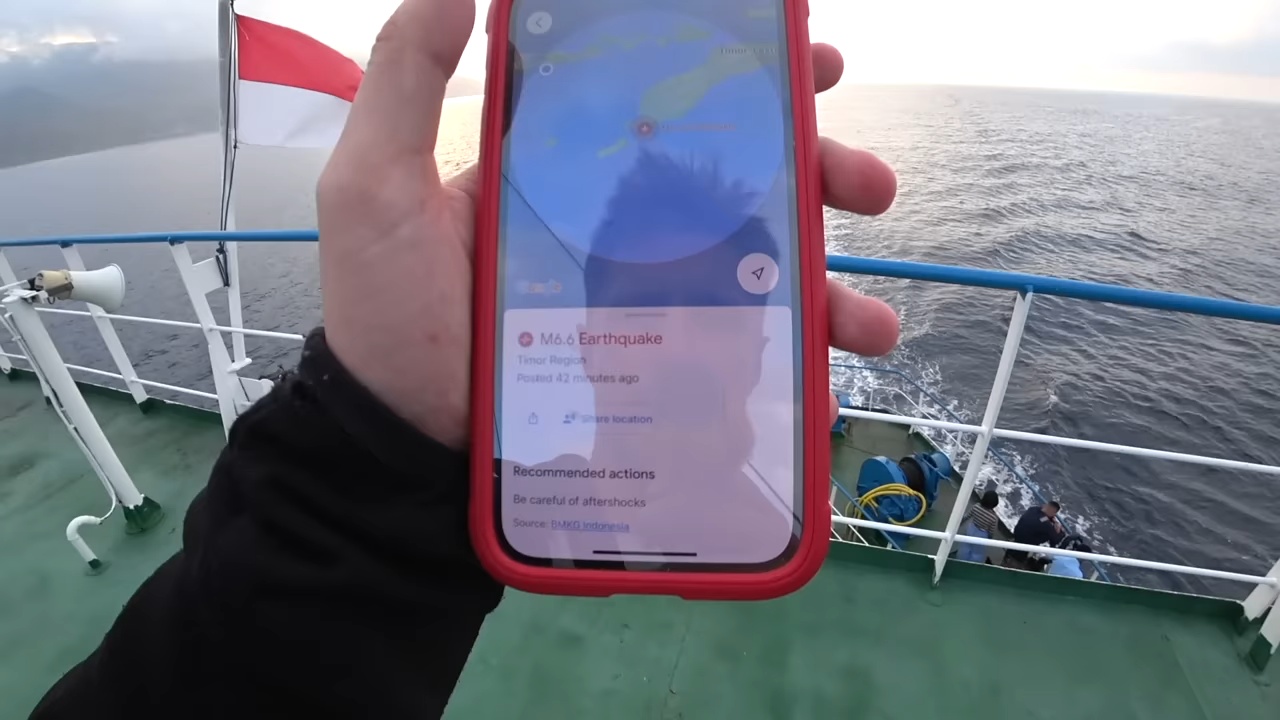 M6.6 Earthquake
Timor Region
Posted 42 minutes ago
Share location
Recommended actions
Be careful of aftershocks
Source: BMKG Indonesia